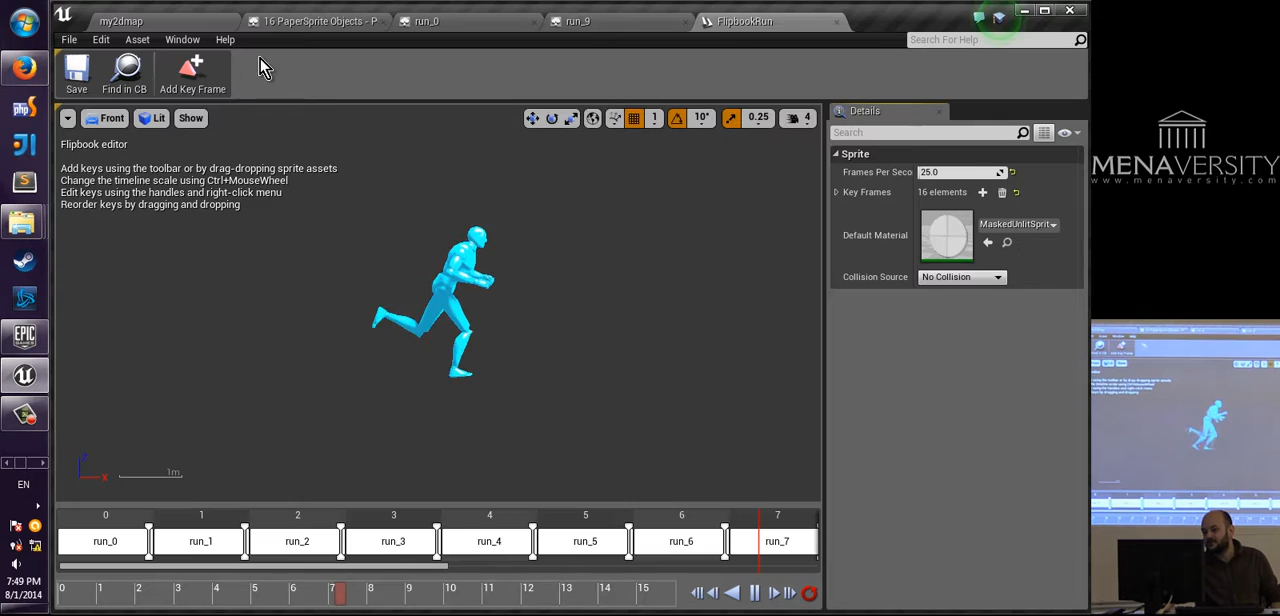 my2dmap
16 PaperSprite Objects - P
run_0
run_9
FlipbookRun
File Edit Asset Window Help
Search For Help
Save
Find in CB
Add Key Frame
Front
Lit
Show
1
10°
0.25
4
Flipbook editor
Add keys using the toolbar or by drag-dropping sprite assets
Change the timeline scale using Ctrl+MouseWheel
Edit keys using the handles and right-click menu
Reorder keys by dragging and dropping
Details
Search
Sprite
Frames Per Seco 25.0
Key Frames 16 elements
Default Material MaskedUnlitSprit
Collision Source No Collision
MENAVERSITY
www.menaversity.com
php
EPIC
GAMES
EN
7:49 PM
8/1/2014
Z
X
1m
0 1 2 3 4 5 6 7
run_0 run_1 run_2 run_3 run_4 run_5 run_6 run_7
0 1 2 3 4 5 6 7 8 9 10 11 12 13 14 15